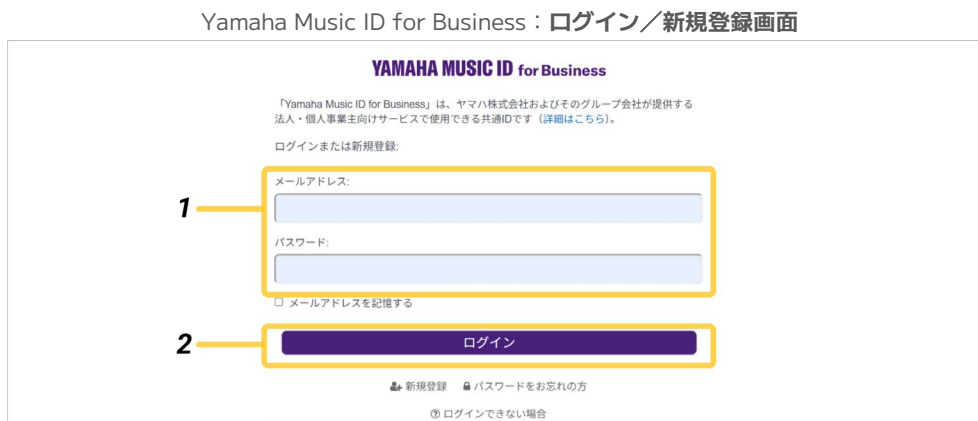 Yamaha Music ID for Business：ログイン／新規登録画面
YAMAHA MUSIC ID for Business
「Yamaha Music ID for Business」は、ヤマハ株式会社およびそのグループ会社が提供する
法人・個人事業主向けサービスで使用できる共通IDです（詳細はこちら）。
ログインまたは新規登録:
メールアドレス:
1
パスワード:
メールアドレスを記憶する
2
ログイン
新規登録 パスワードをお忘れの方
ログインできない場合